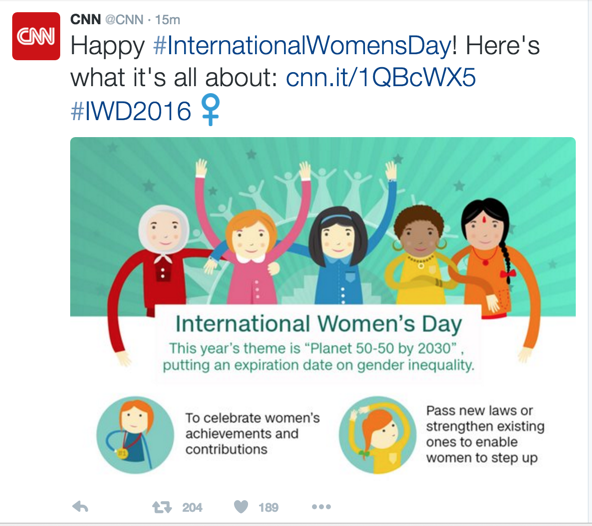 CNN
CNN @CNN · 15m
Happy #InternationalWomensDay! Here's
what it's all about: cnn.it/1QBcWX5
#IWD2016
International Women's Day
This year's theme is “Planet 50-50 by 2030” ,
putting an expiration date on gender inequality.
To celebrate women's
achievements and
contributions
Pass new laws or
strengthen existing
ones to enable
women to step up
204
189